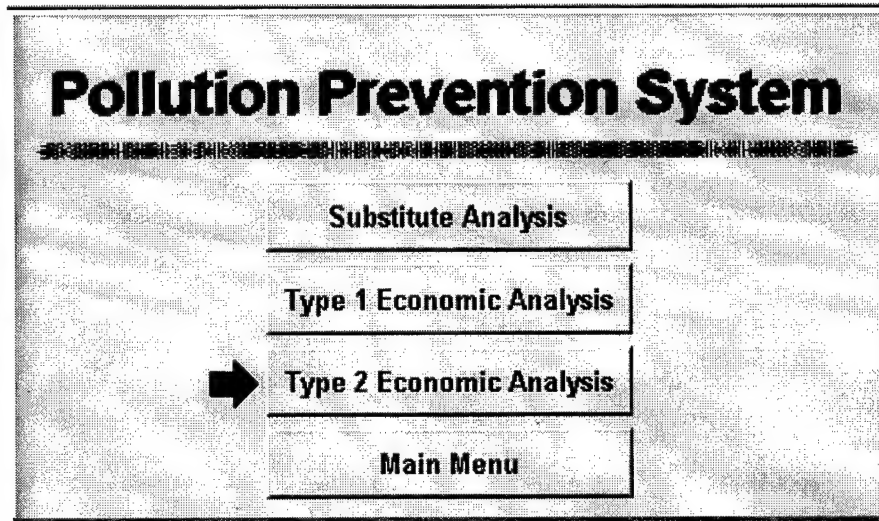 Pollution Prevention System
Substitute Analysis
Type 1 Economic Analysis
Type 2 Economic Analysis
Main Menu